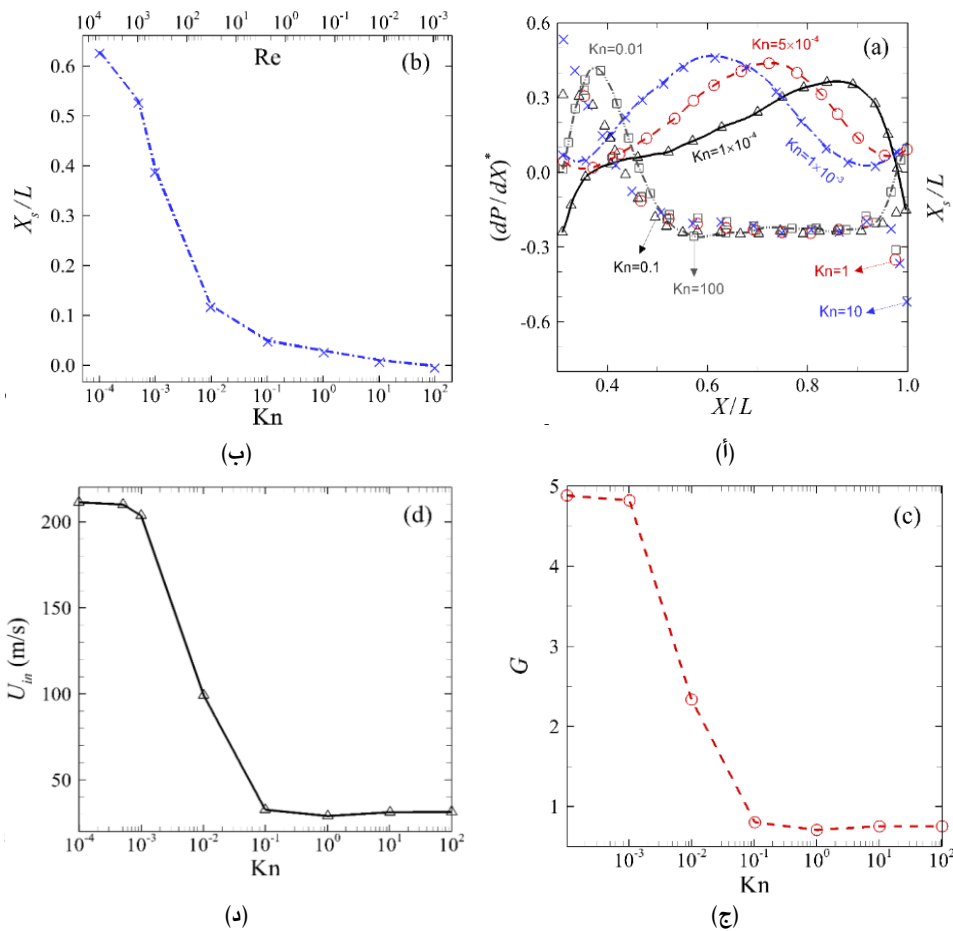 10⁴ 10³ 10² 10¹ 10⁰ 10⁻¹ 10⁻² 10⁻³
Re
(b)
X_s/L
0.6
0.5
0.4
0.3
0.2
0.1
0.0
10⁻⁴ 10⁻³ 10⁻² 10⁻¹ 10⁰ 10¹ 10²
Kn
(ب)
(a)
(dP/dX)*
0.6
0.3
0.0
-0.3
-0.6
Kn=0.01
Kn=5×10⁻⁴
Kn=1×10⁻⁴
Kn=1×10⁻³
Kn=0.1
Kn=100
Kn=1
Kn=10
X_s/L
0.4 0.6 0.8 1.0
X/L
(أ)
(d)
U_in (m/s)
200
150
100
50
10⁻⁴ 10⁻³ 10⁻² 10⁻¹ 10⁰ 10¹ 10²
Kn
(د)
(c)
G
5
4
3
2
1
10⁻³ 10⁻² 10⁻¹ 10⁰ 10¹ 10²
Kn
(ج)